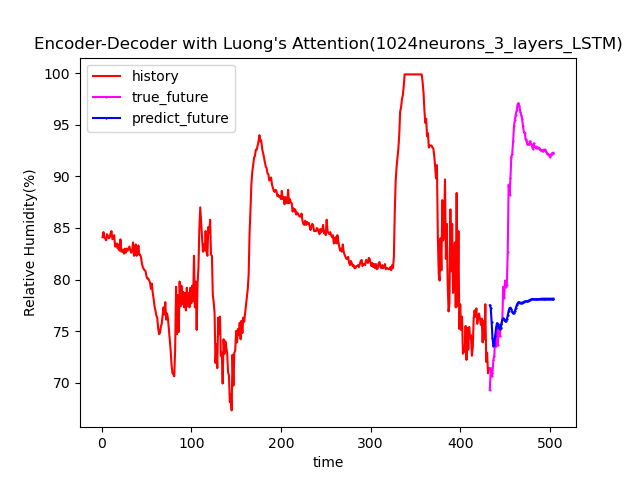 Encoder-Decoder with Luong's Attention(1024neurons_3_layers_LSTM)
history
true_future
predict_future
Relative Humidity(%)
100
95
90
85
80
75
70
0 100 200 300 400 500
time